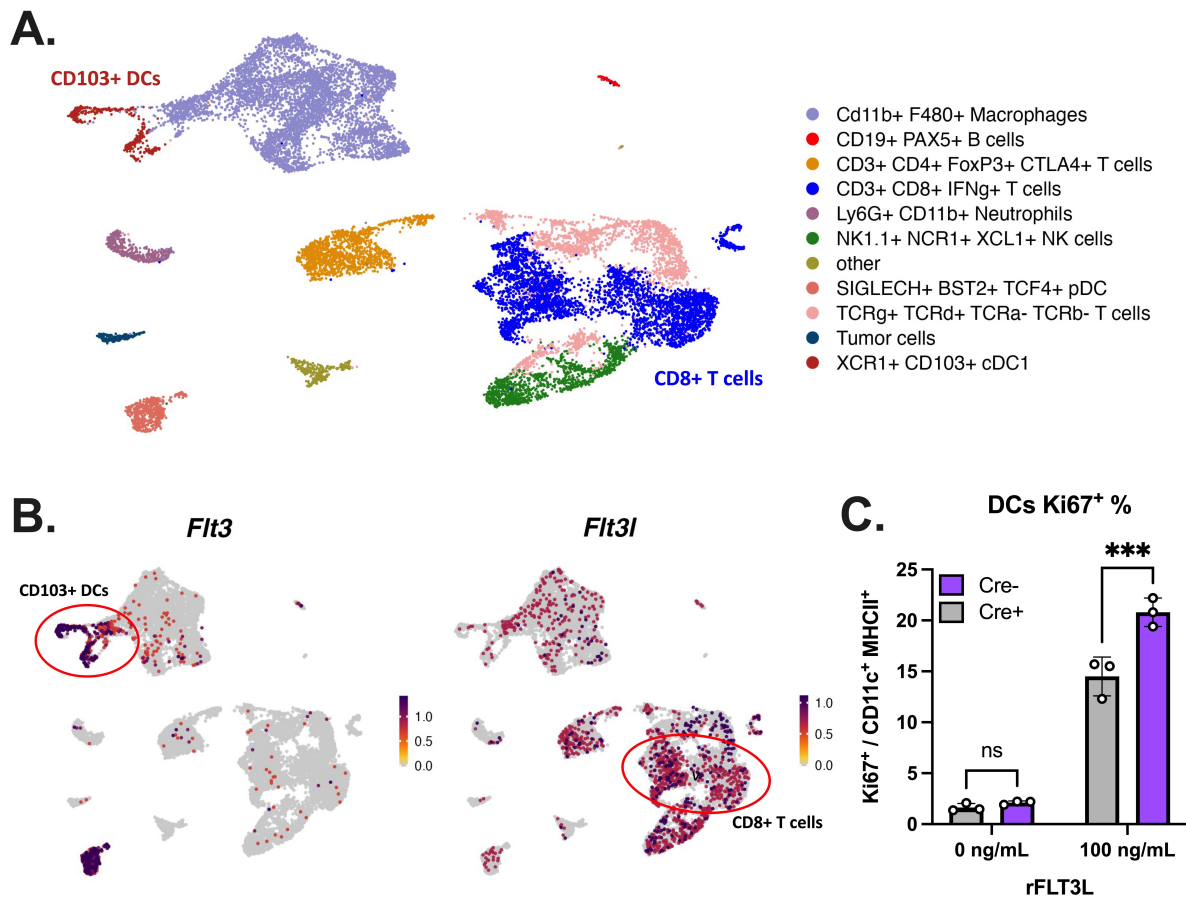 A.
CD103+ DCs
CD8+ T cells
Cd11b+ F480+ Macrophages
CD19+ PAX5+ B cells
CD3+ CD4+ FoxP3+ CTLA4+ T cells
CD3+ CD8+ IFNg+ T cells
Ly6G+ CD11b+ Neutrophils
NK1.1+ NCR1+ XCL1+ NK cells
other
SIGLECH+ BST2+ TCF4+ pDC
TCRg+ TCRd+ TCRa- TCRb- T cells
Tumor cells
XCR1+ CD103+ cDC1
B.
Flt3
CD103+ DCs
1.0
0.5
0.0
Flt3l
1.0
0.5
0.0
CD8+ T cells
C.
DCs Ki67⁺ %
Ki67⁺ / CD11c⁺ MHCII⁺
25
20
15
10
5
0
Cre-
Cre+
ns
***
0 ng/mL
100 ng/mL
rFLT3L